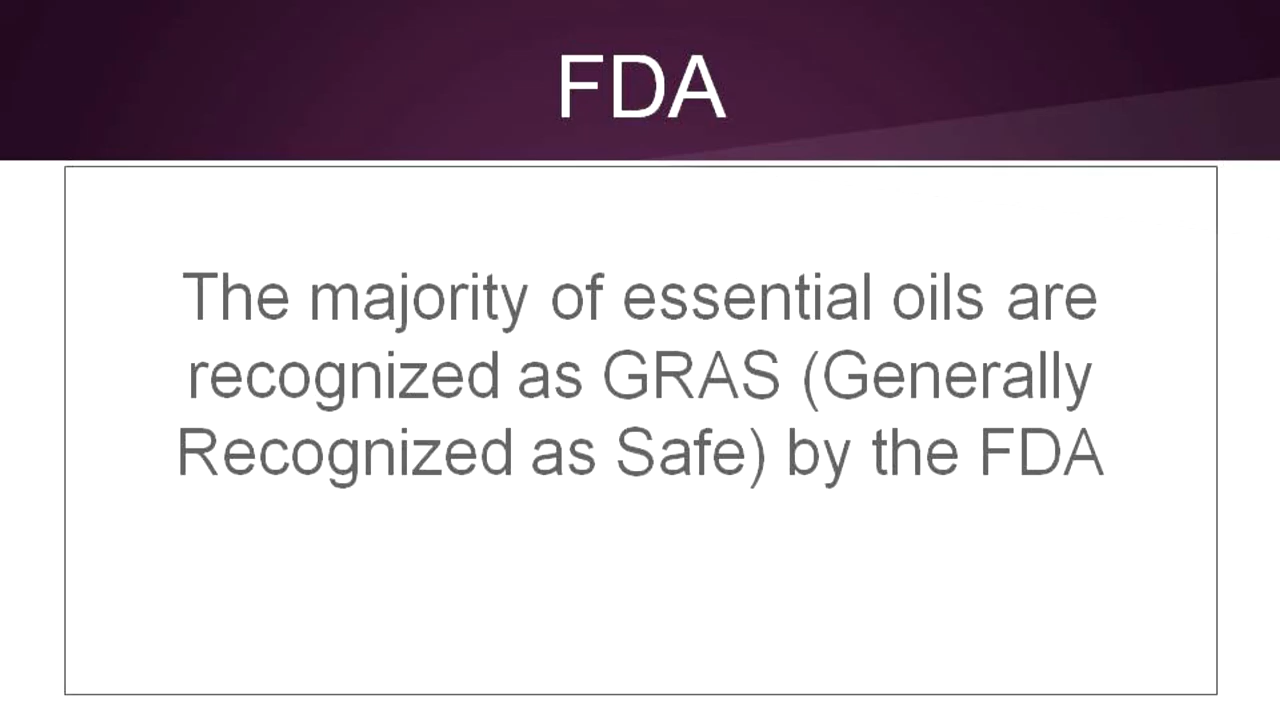 FDA
The majority of essential oils are
recognized as GRAS (Generally
Recognized as Safe) by the FDA